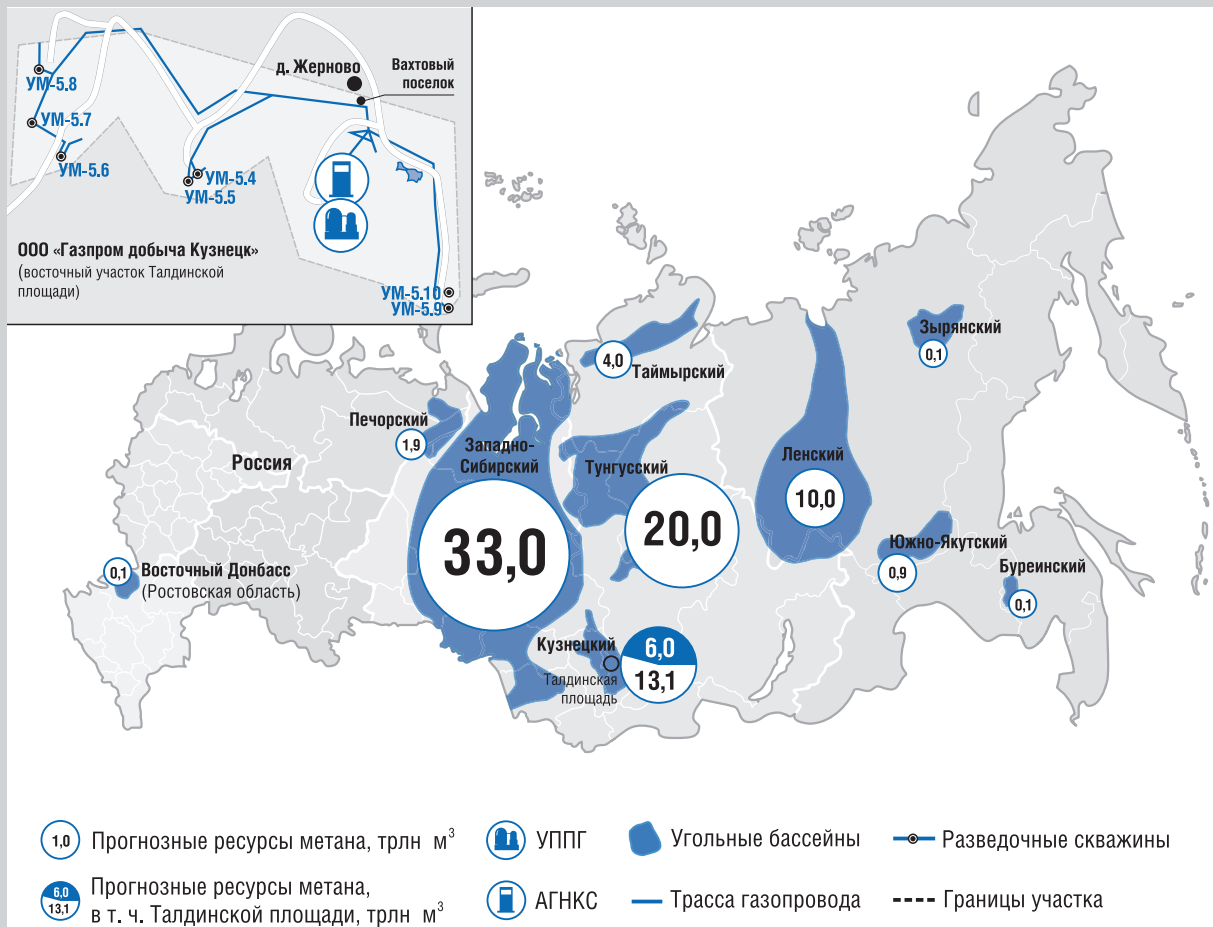 д. Жерново
Вахтовый
поселок
УМ-5.8
УМ-5.7
УМ-5.6
УМ-5.4
УМ-5.5
ООО «Газпром добыча Кузнецк»
(восточный участок Талдинской
площади)
УМ-5.10
УМ-5.9
Зырянский
0,1
4,0
Таймырский
Печорский
1,9
Западно-
Сибирский
33,0
Россия
Тунгусский
20,0
Ленский
10,0
Южно-Якутский
0,9
Буреинский
0,1
0,1
Восточный Донбасс
(Ростовская область)
Кузнецкий
6,0
13,1
Талдинская
площадь
1,0 Прогнозные ресурсы метана, трлн м³
УППГ
Угольные бассейны
Разведочные скважины
6,0
13,1
Прогнозные ресурсы метана,
в т. ч. Талдинской площади, трлн м³
АГНКС
Трасса газопровода
Границы участка